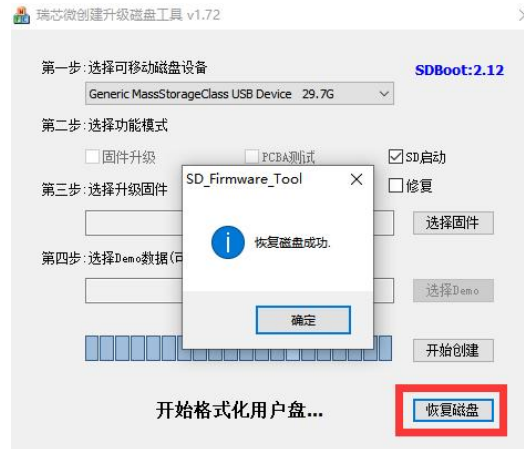 瑞芯微创建升级磁盘工具 v1.72
第一步:选择可移动磁盘设备
SDBoot:2.12
Generic MassStorageClass USB Device 29.7G
第二步:选择功能模式
固件升级
PCBA测试
SD启动
第三步:选择升级固件
修复
选择固件
SD_Firmware_Tool
恢复磁盘成功.
确定
第四步:选择Demo数据(可
选择Demo
开始创建
开始格式化用户盘...
恢复磁盘